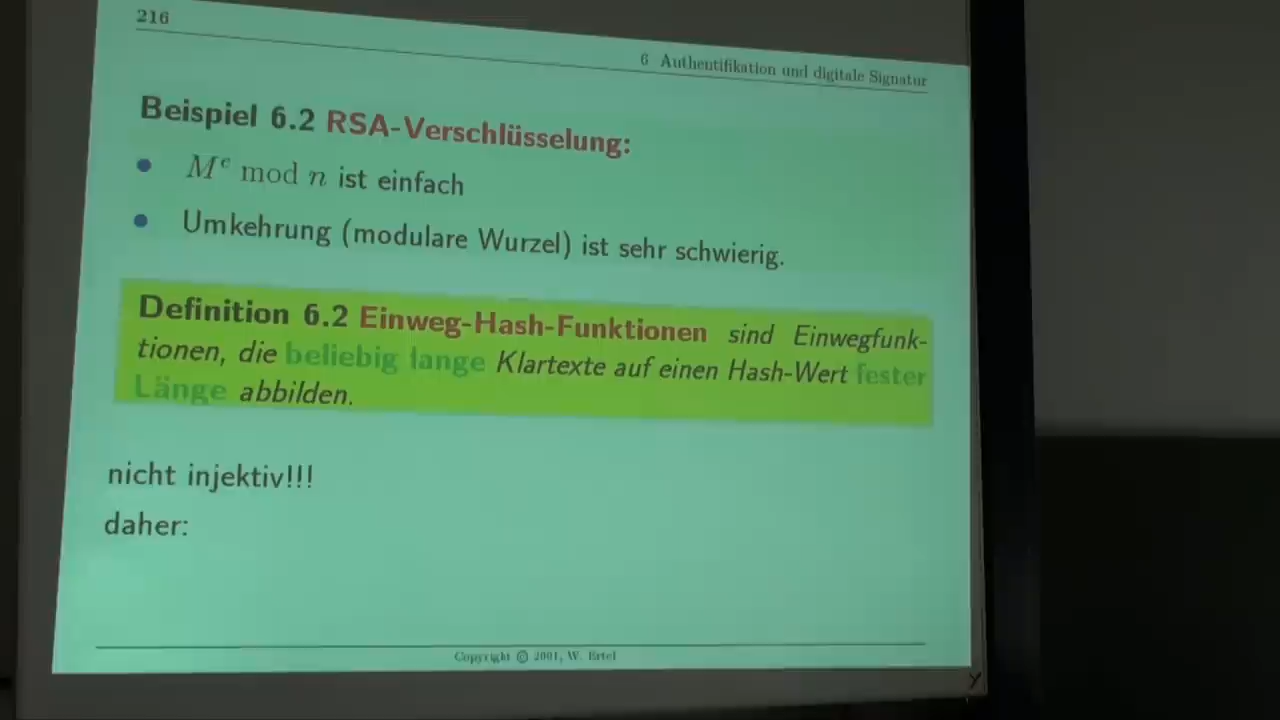 216
6 Authentifikation und digitale Signatur
Beispiel 6.2 RSA-Verschlüsselung:
• Mᵉ mod n ist einfach
• Umkehrung (modulare Wurzel) ist sehr schwierig.
Definition 6.2 Einweg-Hash-Funktionen sind Einwegfunk-
tionen, die beliebig lange Klartexte auf einen Hash-Wert fester
Länge abbilden.
nicht injektiv!!!
daher:
Copyright © 2001, W. Ertel